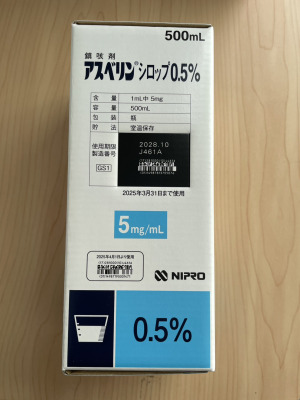 500mL
鎮咳剤
アスベリン®シロップ0.5%
含 量 1mL中 5mg
容 量 500mL
包 装 瓶
貯 法 室温保存
使用期限 2028.10
製造番号 J461A
GS1
2025年3月31日まで使用
5mg/mL
2025年4月1日より使用
NIPRO
0.5%